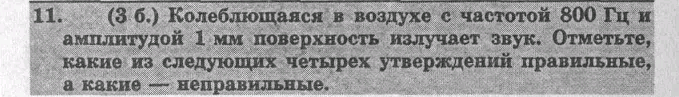 11. (3 б.) Колеблющаяся в воздухе с частотой 800 Гц и
амплитудой 1 мм поверхность излучает звук. Отметьте,
какие из следующих четырех утверждений правильные,
а какие — неправильные.